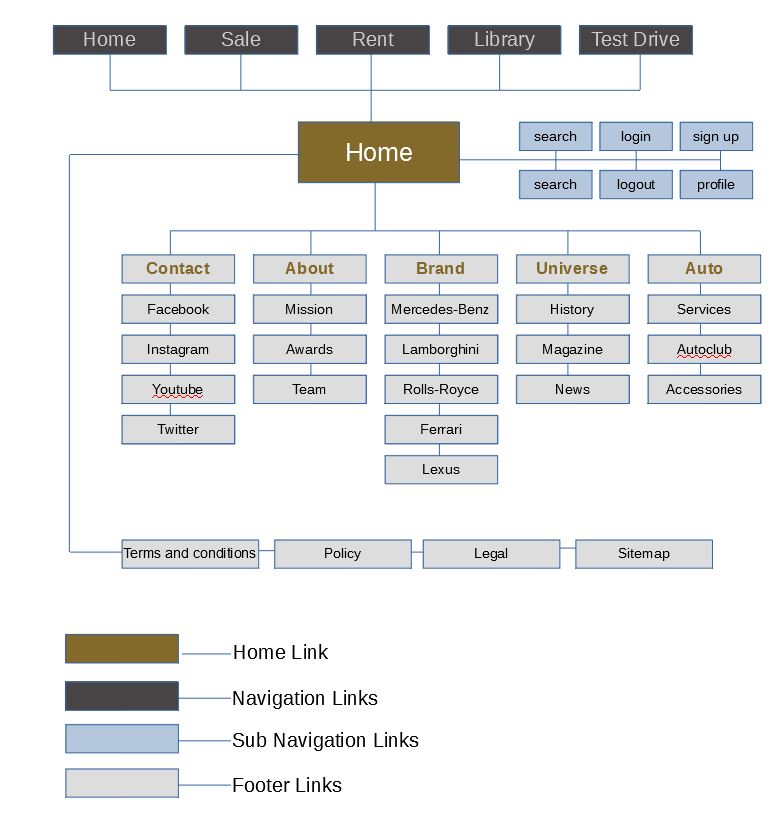 Home
Sale
Rent
Library
Test Drive
Home
search
login
sign up
search
logout
profile
Contact
About
Brand
Universe
Auto
Facebook
Mission
Mercedes-Benz
History
Services
Instagram
Awards
Lamborghini
Magazine
Autoclub
Youtube
Team
Rolls-Royce
News
Accessories
Twitter
Ferrari
Lexus
Terms and conditions
Policy
Legal
Sitemap
Home Link
Navigation Links
Sub Navigation Links
Footer Links